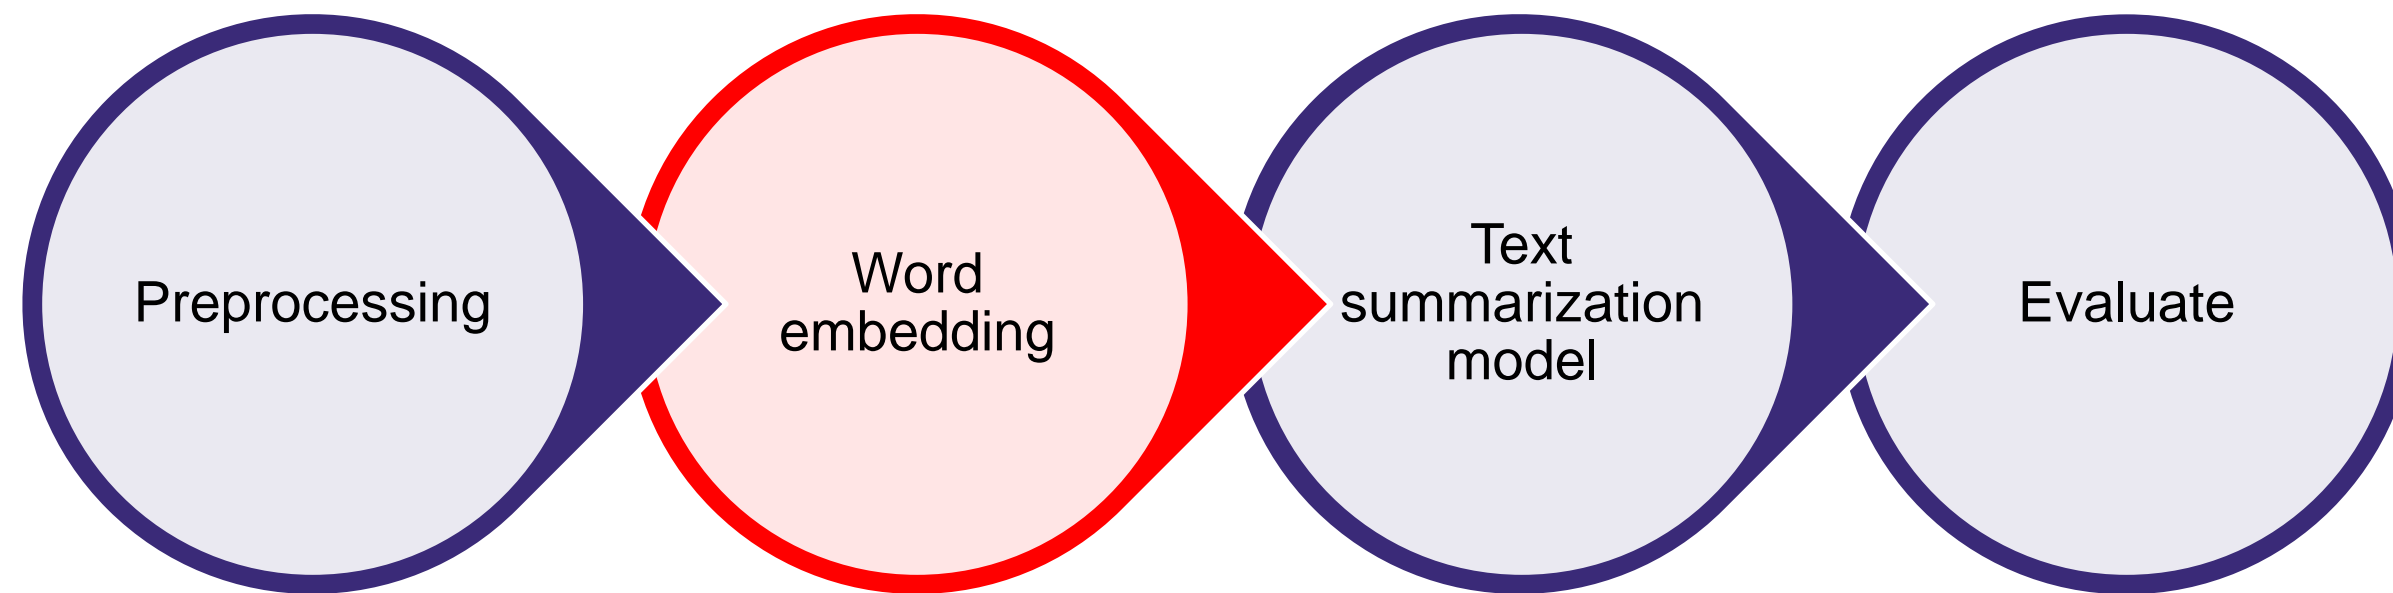 Preprocessing
Word
embedding
Text
summarization
model
Evaluate